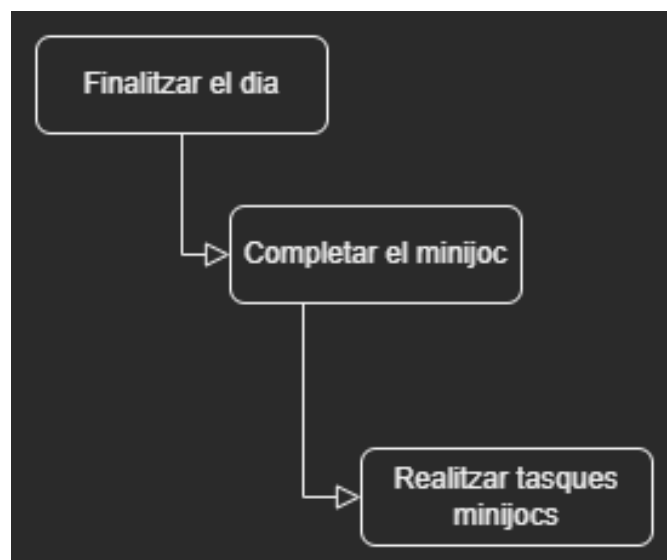 Finalitzar el dia
Completar el minijoc
Realitzar tasques
minijocs